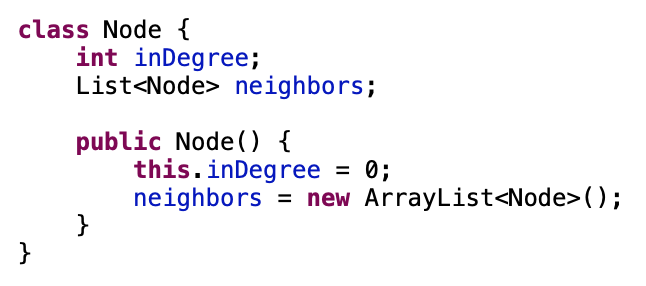 class Node {
    int inDegree;
    List<Node> neighbors;

    public Node() {
        this.inDegree = 0;
        neighbors = new ArrayList<Node>();
    }
}